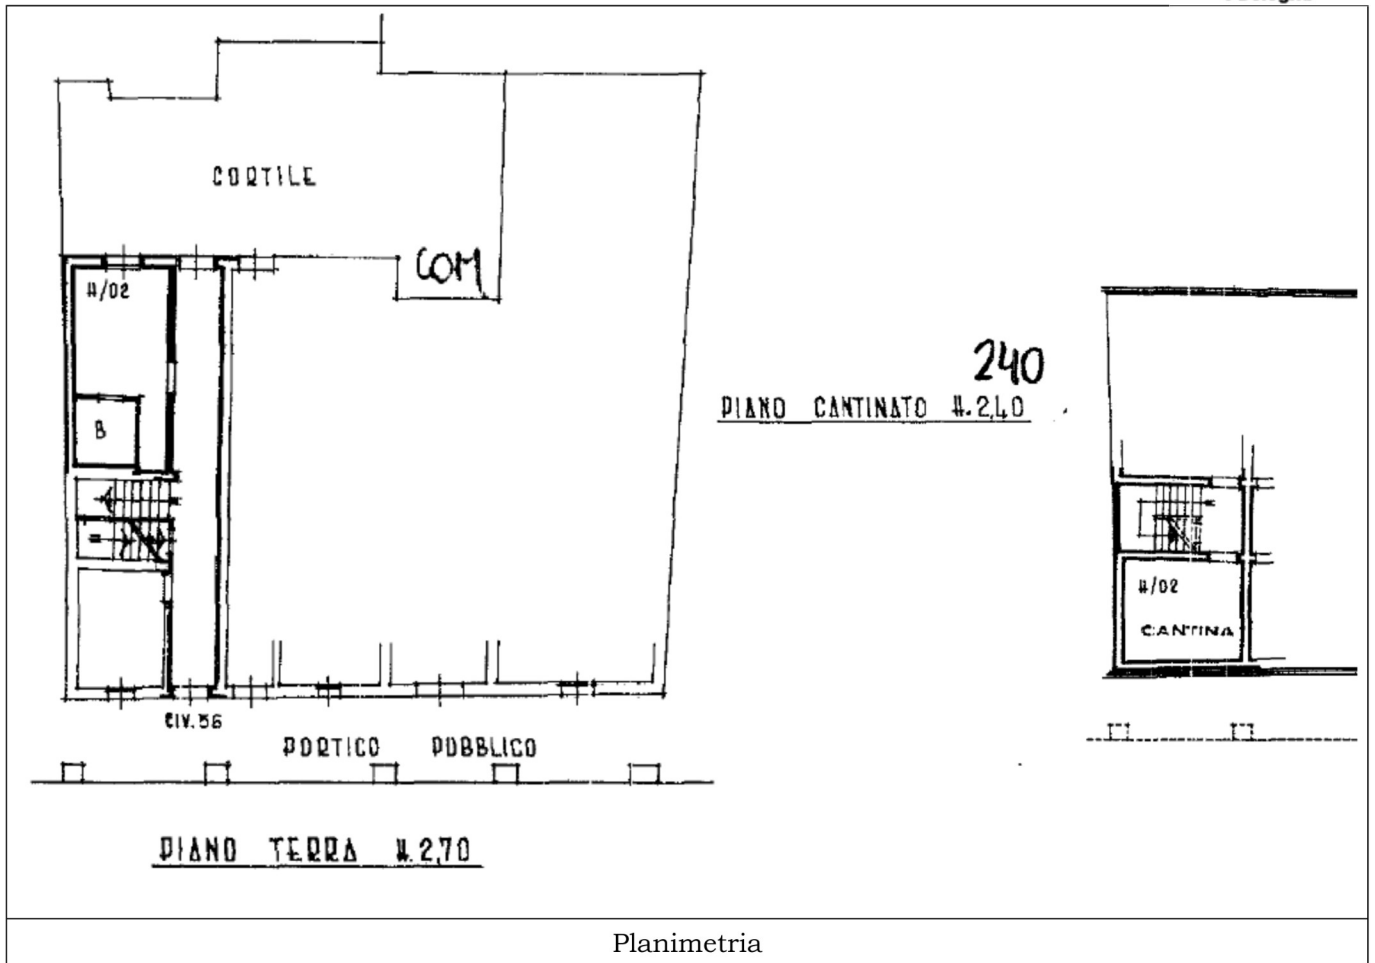 CORTILE
COM
H/02
B
CIV.56
PORTICO PUBBLICO
PIANO TERRA H.2,70
240
PIANO CANTINATO H.2,40
H/02
CANTINA
Planimetria